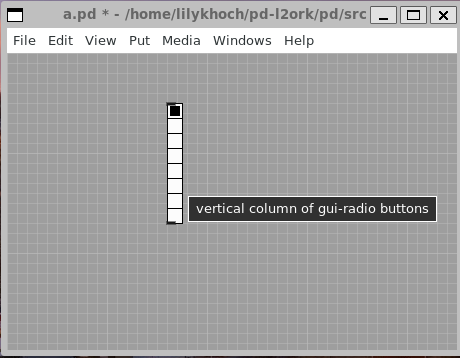 a.pd * - /home/lilykhoch/pd-l2ork/pd/src
File Edit View Put Media Windows Help
vertical column of gui-radio buttons